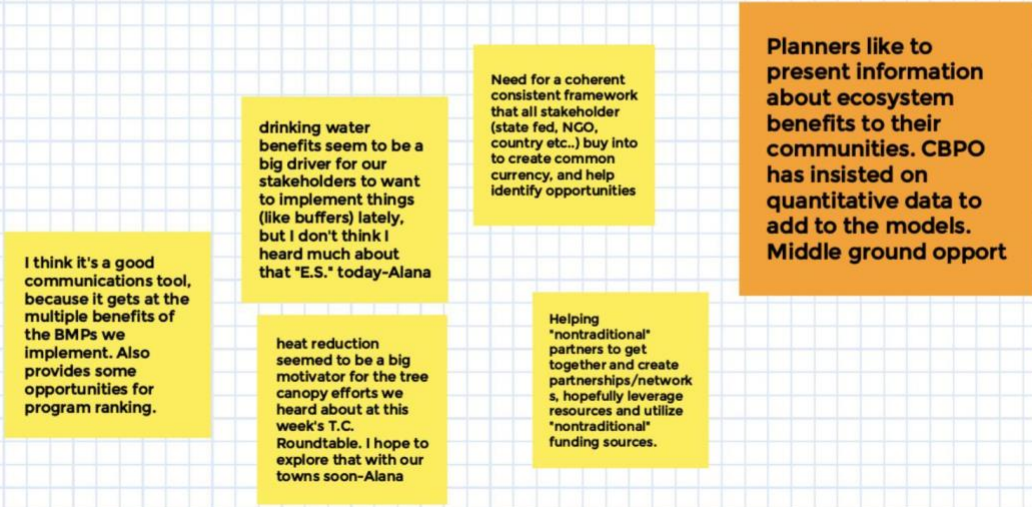 I think it's a good
communications tool,
because it gets at the
multiple benefits of
the BMPs we
implement. Also
provides some
opportunities for
program ranking.
drinking water
benefits seem to be a
big driver for our
stakeholders to want
to implement things
(like buffers) lately,
but I don't think I
heard much about
that "E.S." today-Alana
heat reduction
seemed to be a big
motivator for the tree
canopy efforts we
heard about at this
week's T.C.
Roundtable. I hope to
explore that with our
towns soon-Alana
Need for a coherent
consistent framework
that all stakeholder
(state fed, NGO,
country etc..) buy into
to create common
currency, and help
identify opportunities
Helping
"nontraditional"
partners to get
together and create
partnerships/network
s, hopefully leverage
resources and utilize
"nontraditional"
funding sources.
Planners like to
present information
about ecosystem
benefits to their
communities. CBPO
has insisted on
quantitative data to
add to the models.
Middle ground opport